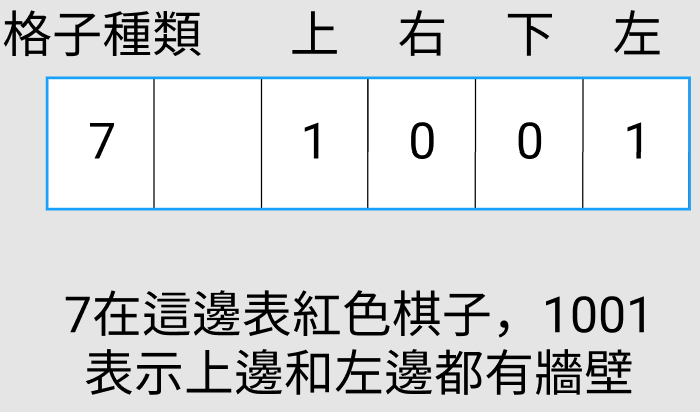 格子種類 上 右 下 左
7 1 0 0 1
7在這邊表紅色棋子，1001
表示上邊和左邊都有牆壁